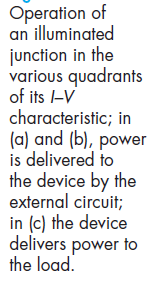 Operation of
an illuminated
junction in the
various quadrants
of its I–V
characteristic; in
(a) and (b), power
is delivered to
the device by the
external circuit;
in (c) the device
delivers power to
the load.